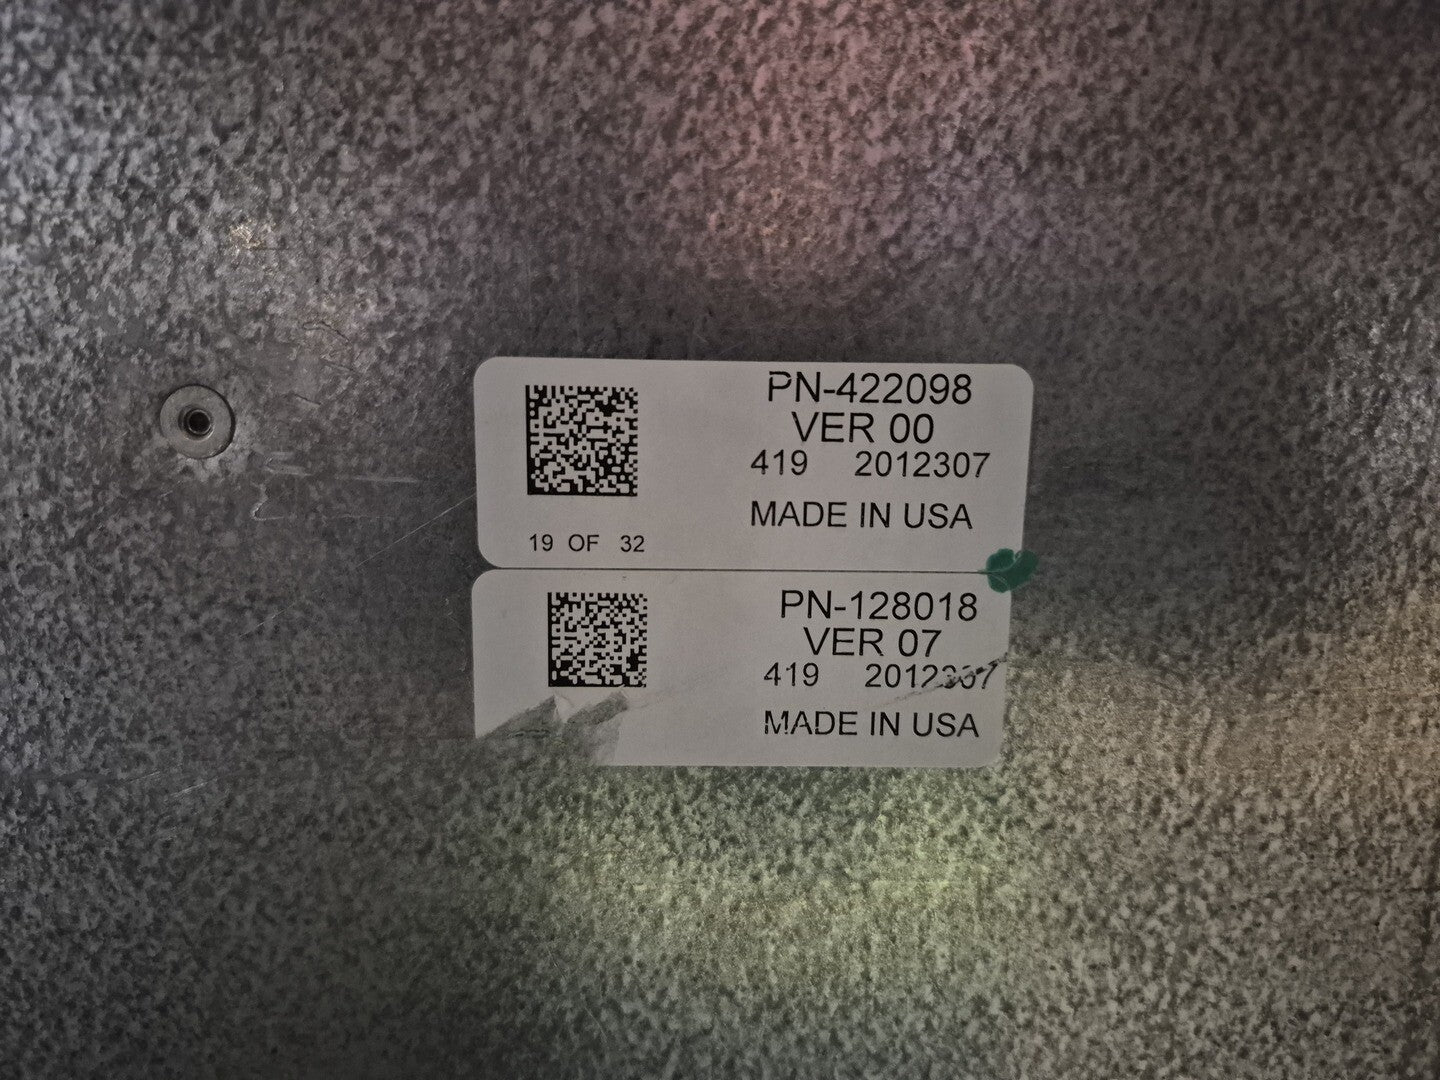 PN-422098
VER 00
419 2012307
MADE IN USA
19 OF 32
PN-128018
VER 07
419 2012307
MADE IN USA